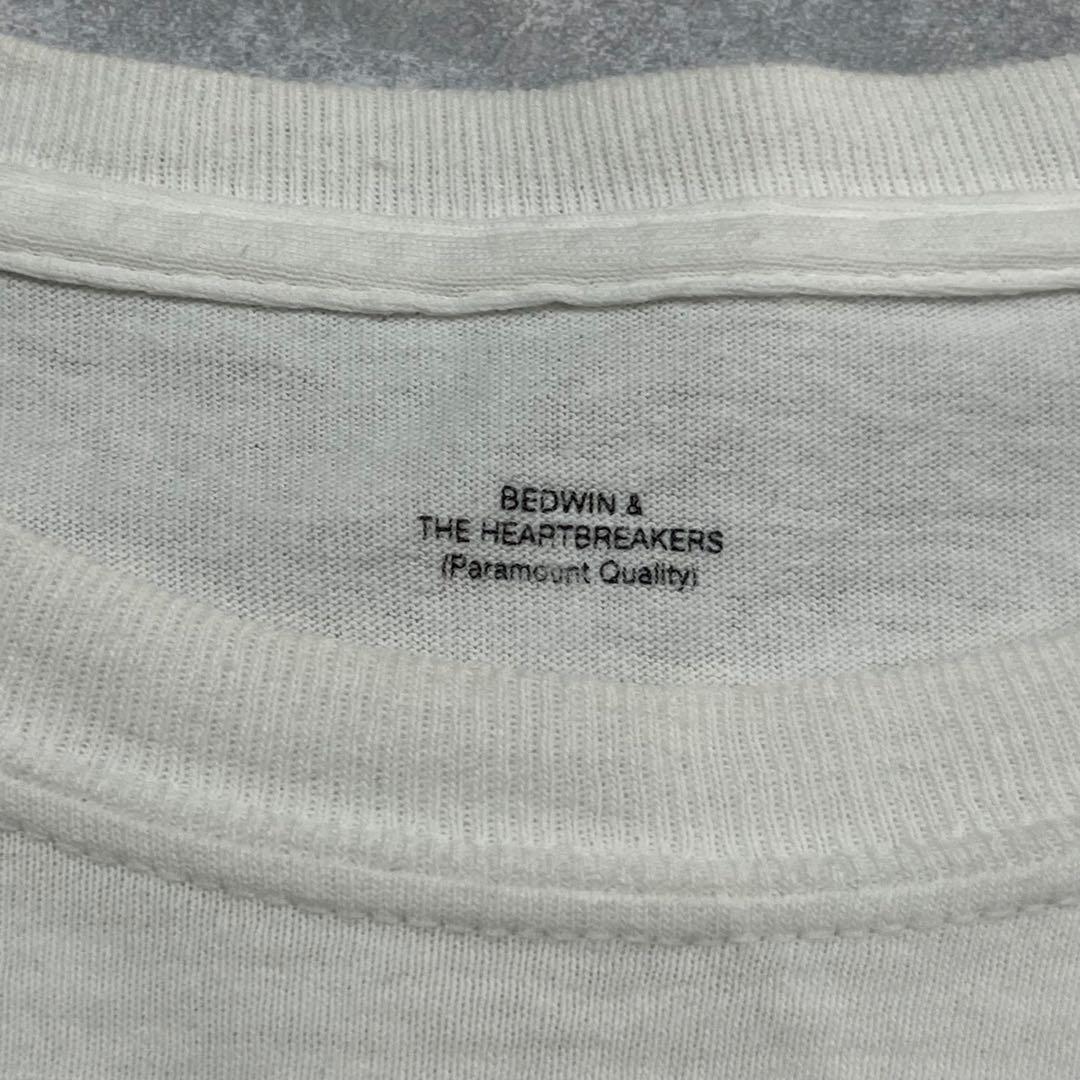 BEDWIN &
THE HEARTBREAKERS
(Paramount Quality)